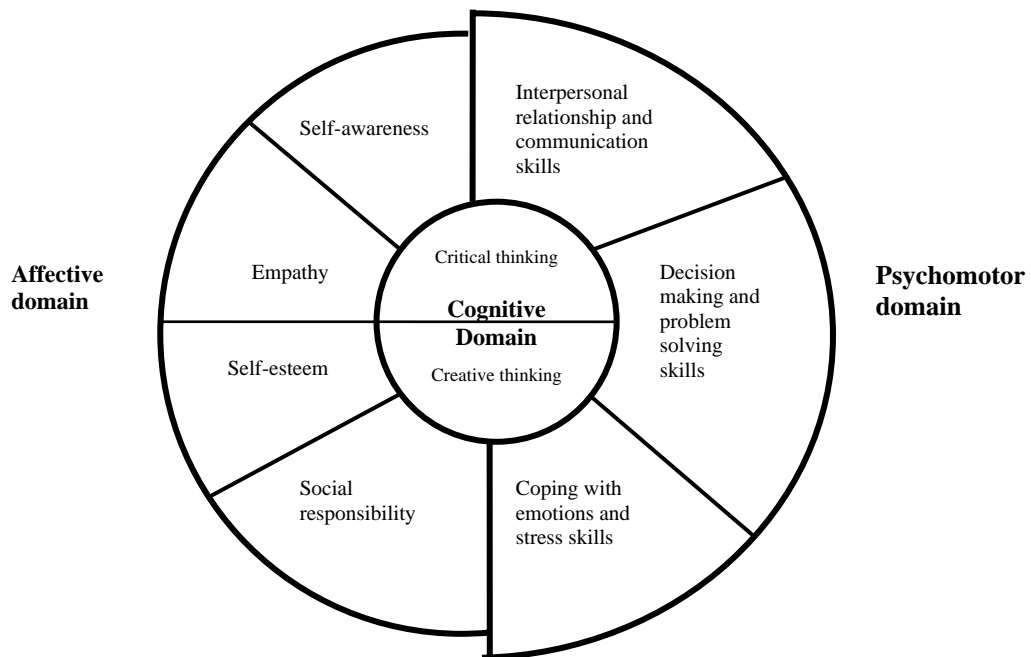 Self-awareness
Interpersonal
relationship and
communication
skills
Affective
domain
Empathy
Critical thinking
Cognitive
Domain
Creative thinking
Decision
making and
problem
solving
skills
Psychomotor
domain
Self-esteem
Social
responsibility
Coping with
emotions and
stress skills